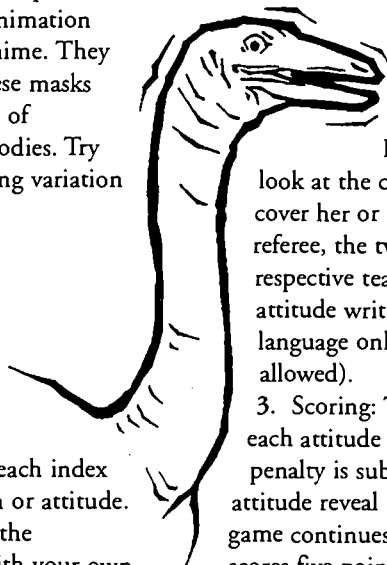 nimation
nime. They
ese masks
of
odies. Try
ng variation
each index
n or attitude.
the
ith your own
look at the c
cover her or
referee, the tw
respective tea
attitude writ
language onl
allowed).
3. Scoring: T
each attitude
penalty is sub
attitude reveal
game continues
scores five poin